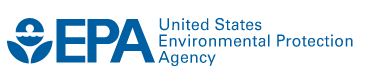 EPA
United States
Environmental Protection
Agency